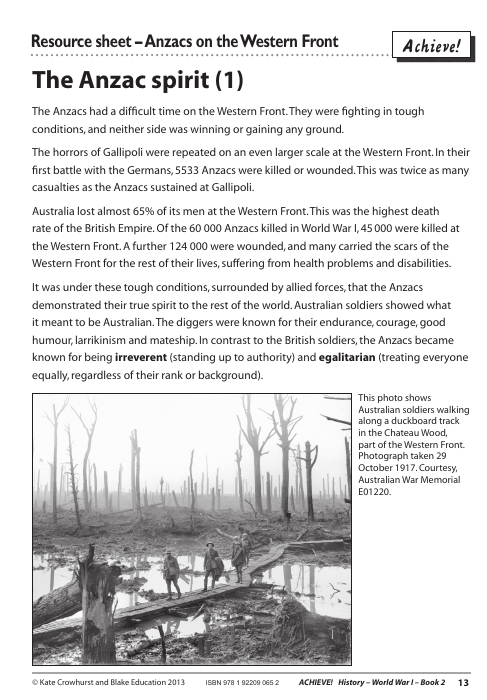 Resource sheet – Anzacs on the Western Front
Achieve!
The Anzac spirit (1)
The Anzacs had a difficult time on the Western Front. They were fighting in tough
conditions, and neither side was winning or gaining any ground.
The horrors of Gallipoli were repeated on an even larger scale at the Western Front. In their
first battle with the Germans, 5533 Anzacs were killed or wounded. This was twice as many
casualties as the Anzacs sustained at Gallipoli.
Australia lost almost 65% of its men at the Western Front. This was the highest death
rate of the British Empire. Of the 60 000 Anzacs killed in World War I, 45 000 were killed at
the Western Front. A further 124 000 were wounded, and many carried the scars of the
Western Front for the rest of their lives, suffering from health problems and disabilities.
It was under these tough conditions, surrounded by allied forces, that the Anzacs
demonstrated their true spirit to the rest of the world. Australian soldiers showed what
it meant to be Australian. The diggers were known for their endurance, courage, good
humour, larrikinism and mateship. In contrast to the British soldiers, the Anzacs became
known for being irreverent (standing up to authority) and egalitarian (treating everyone
equally, regardless of their rank or background).
This photo shows
Australian soldiers walking
along a duckboard track
in the Chateau Wood,
part of the Western Front.
Photograph taken 29
October 1917. Courtesy,
Australian War Memorial
E01220.
© Kate Crowhurst and Blake Education 2013 ISBN 978 1 92209 065 2 ACHIEVE! History – World War I – Book 2 13